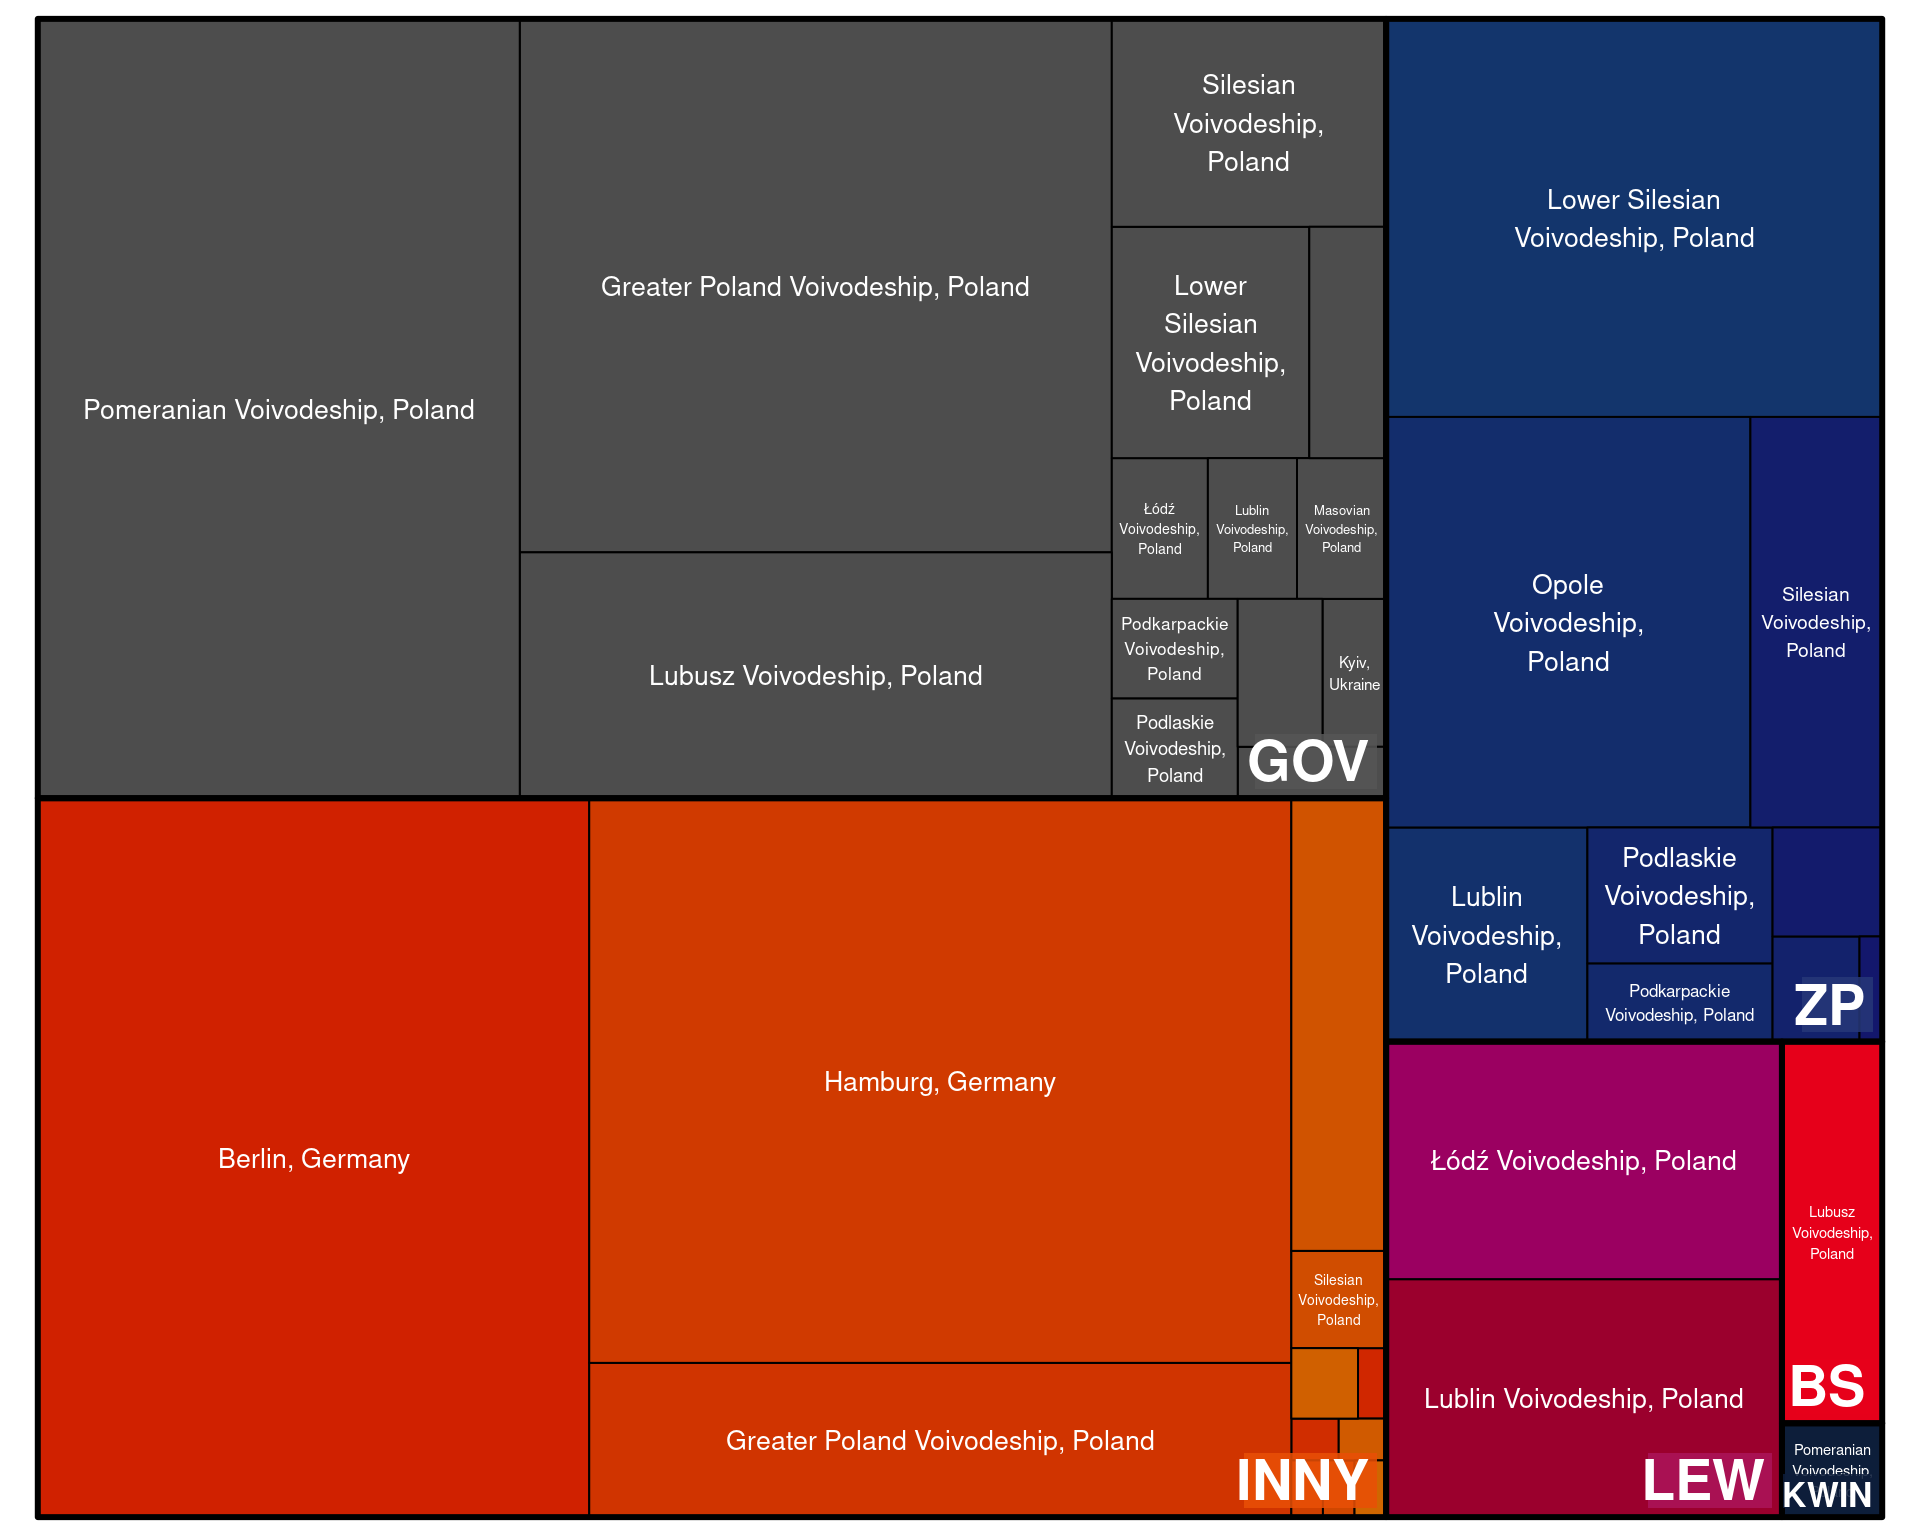 Pomeranian Voivodeship, Poland
Greater Poland Voivodeship, Poland
Lubusz Voivodeship, Poland
Silesian
Voivodeship,
Poland
Lower
Silesian
Voivodeship,
Poland
Łódź
Voivodeship,
Poland
Lublin
Voivodeship,
Poland
Masovian
Voivodeship,
Poland
Podkarpackie
Voivodeship,
Poland
Podlaskie
Voivodeship,
Poland
Kyiv,
Ukraine
GOV
Lower Silesian
Voivodeship, Poland
Opole
Voivodeship,
Poland
Silesian
Voivodeship,
Poland
Lublin
Voivodeship,
Poland
Podlaskie
Voivodeship,
Poland
Podkarpackie
Voivodeship, Poland
ZP
Berlin, Germany
Hamburg, Germany
Greater Poland Voivodeship, Poland
Silesian
Voivodeship,
Poland
INNY
Łódź Voivodeship, Poland
Lublin Voivodeship, Poland
LEW
Lubusz
Voivodeship,
Poland
BS
Pomeranian
Voivodeship,
KWIN